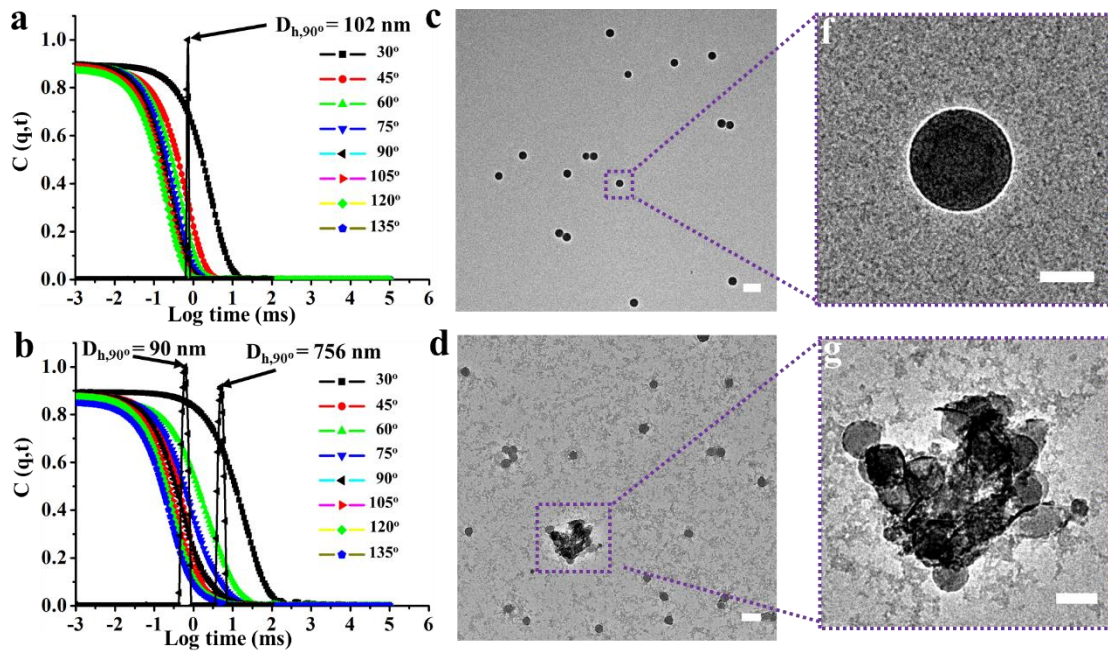 a
D_h,90° = 102 nm
1.0
0.8
0.6
0.4
0.2
0.0
C (q,t)
30°
45°
60°
75°
90°
105°
120°
135°
-3 -2 -1 0 1 2 3 4 5 6
Log time (ms)
b
D_h,90° = 90 nm
D_h,90° = 756 nm
1.0
0.8
0.6
0.4
0.2
0.0
C (q,t)
30°
45°
60°
75°
90°
105°
120°
135°
-3 -2 -1 0 1 2 3 4 5 6
Log time (ms)
c
f
d
g